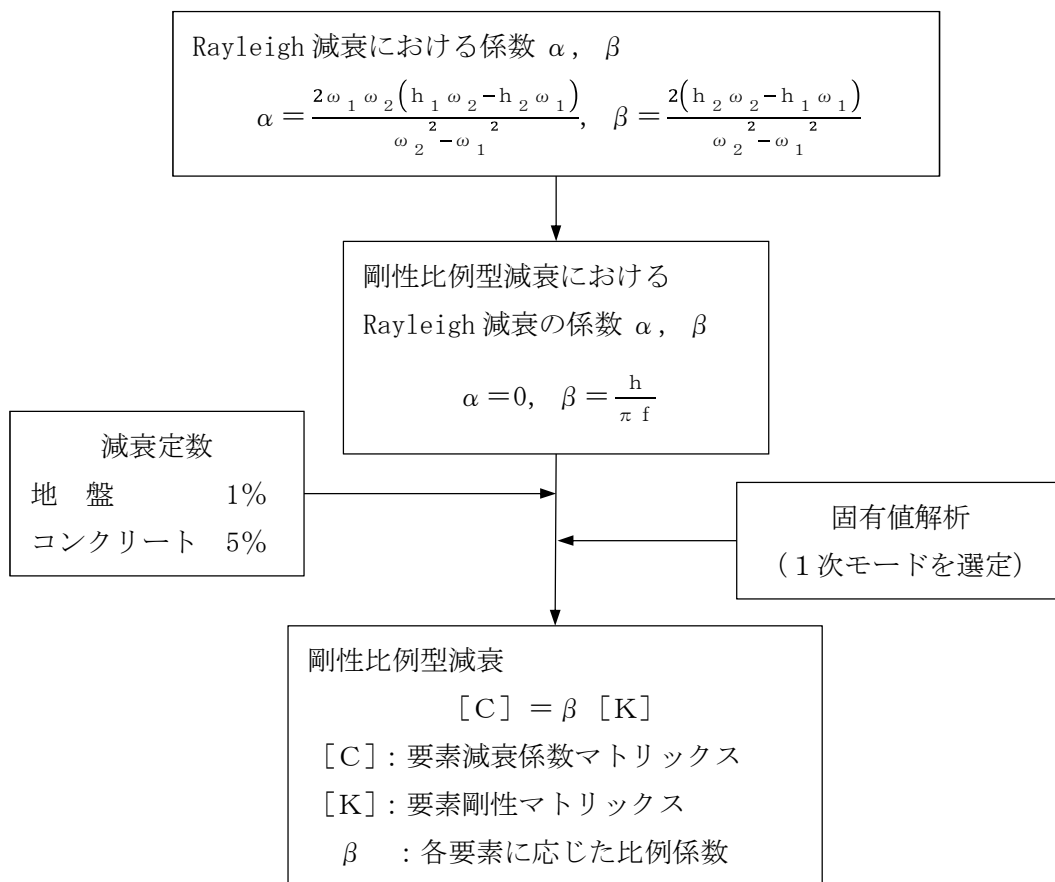 Rayleigh 減衰における係数 α, β
α=2ω1ω2(h1ω2-h2ω1)/(ω2²-ω1²), β=2(h2ω2-h1ω1)/(ω2²-ω1²)
剛性比例型減衰における
Rayleigh 減衰の係数 α, β
α=0, β=h/πf
減衰定数
地 盤 1%
コンクリート 5%
固有値解析
(1次モードを選定)
剛性比例型減衰
[C]=β[K]
[C]:要素減衰係数マトリックス
[K]:要素剛性マトリックス
β :各要素に応じた比例係数